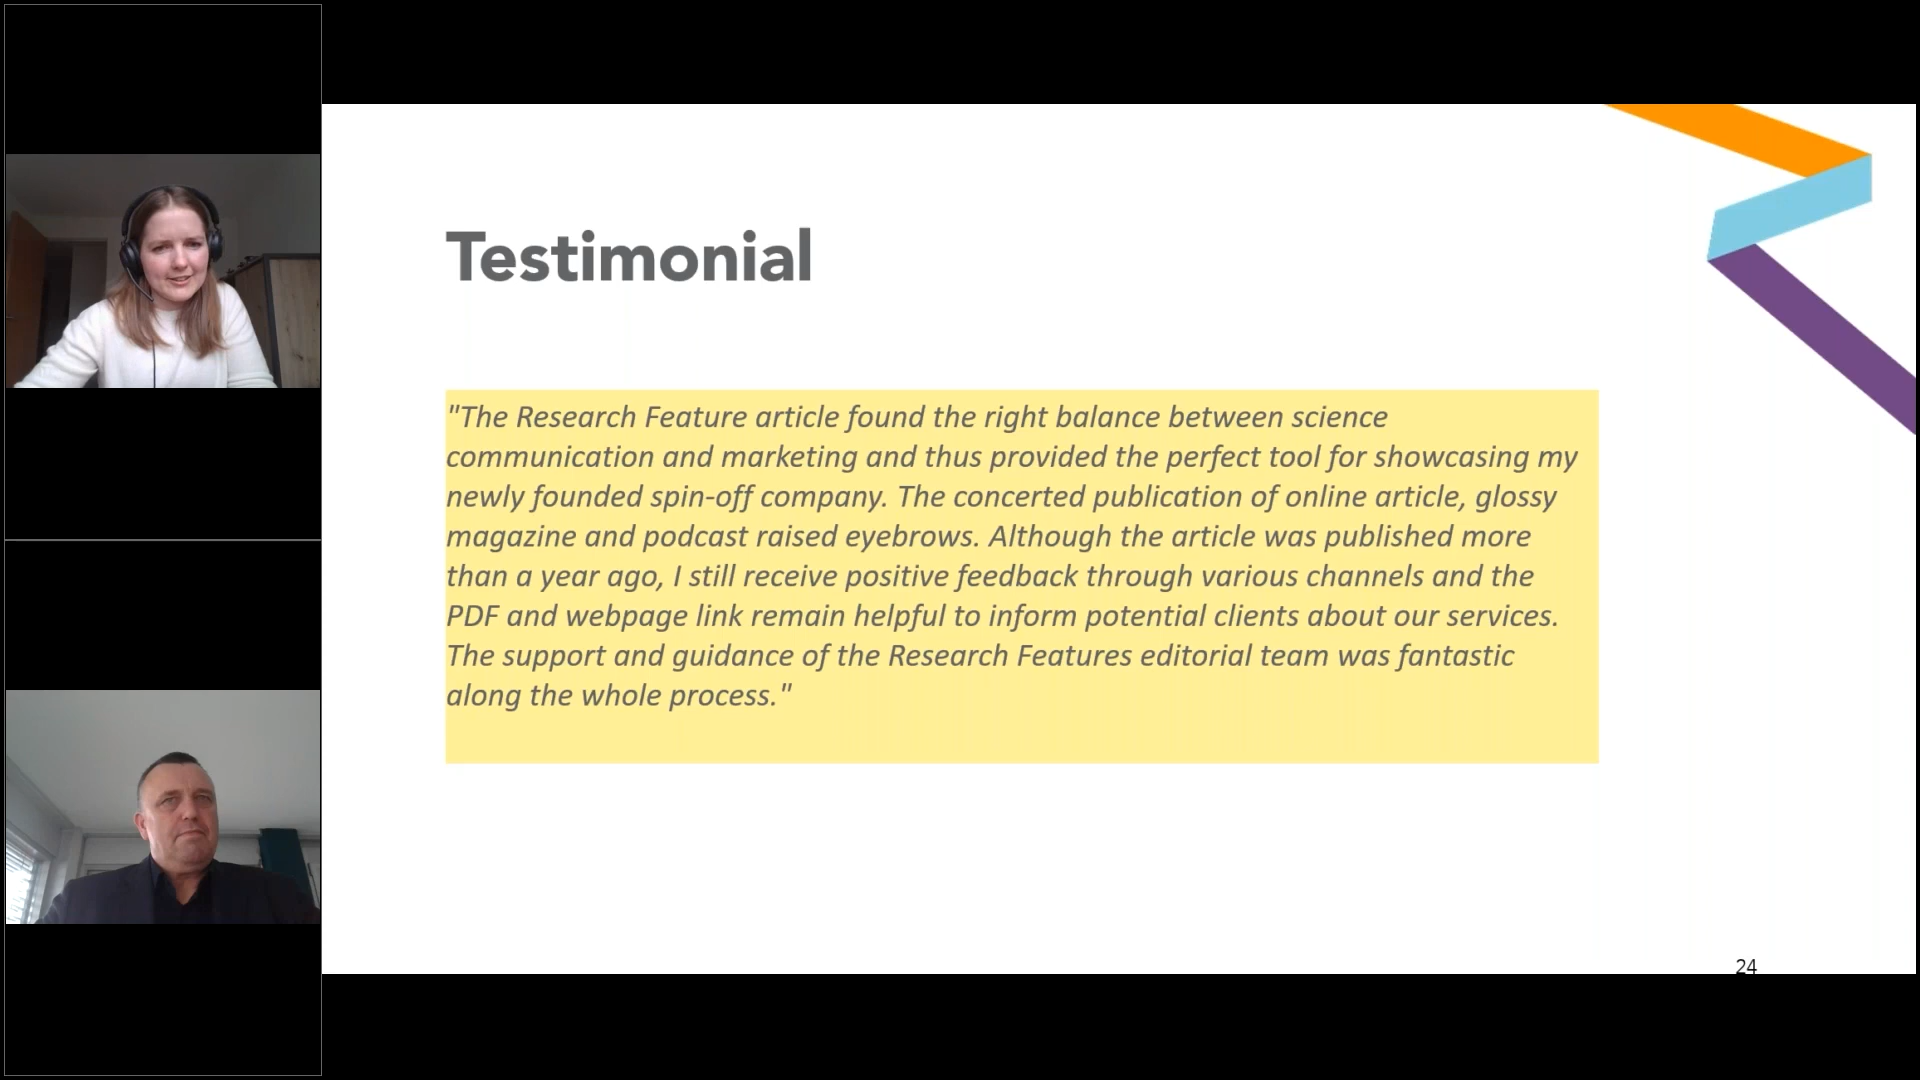 Testimonial
"The Research Feature article found the right balance between science
communication and marketing and thus provided the perfect tool for showcasing my
newly founded spin-off company. The concerted publication of online article, glossy
magazine and podcast raised eyebrows. Although the article was published more
than a year ago, I still receive positive feedback through various channels and the
PDF and webpage link remain helpful to inform potential clients about our services.
The support and guidance of the Research Features editorial team was fantastic
along the whole process."
24